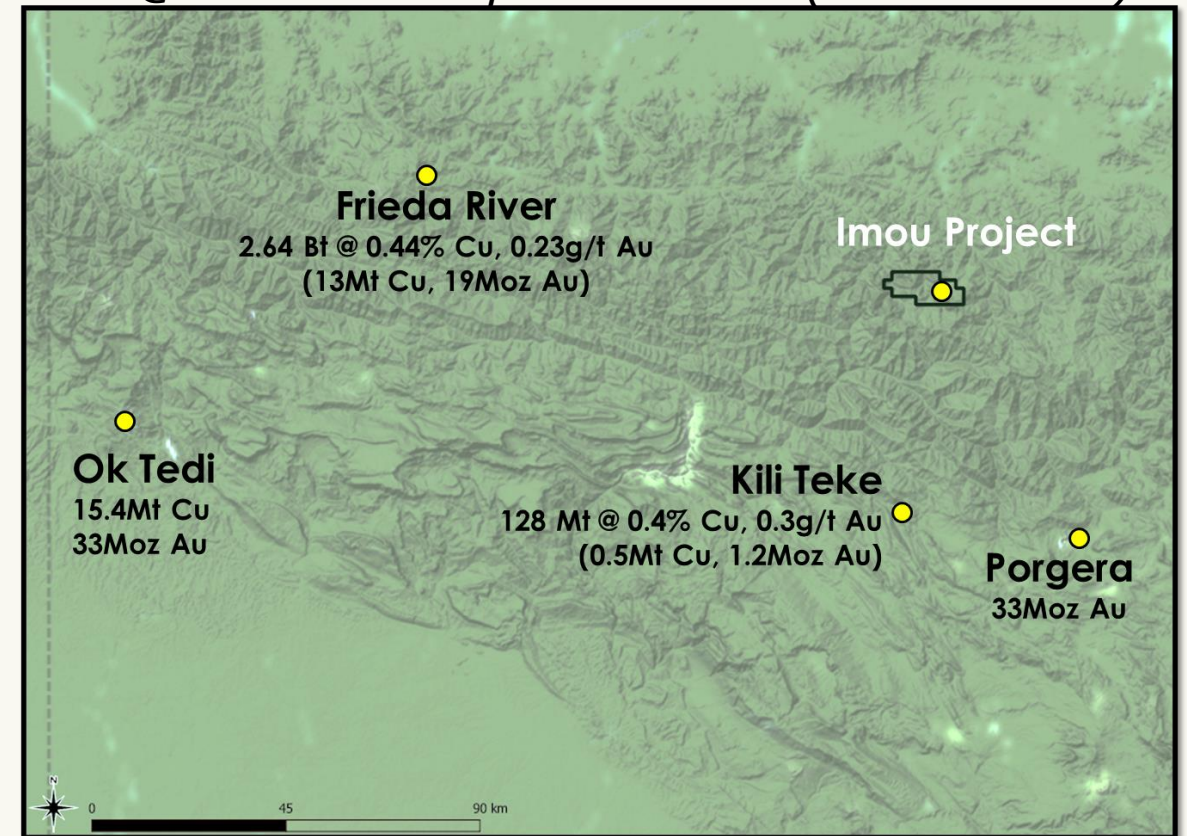 Frieda River
2.64 Bt @ 0.44% Cu, 0.23g/t Au
(13Mt Cu, 19Moz Au)
Imou Project
Ok Tedi
15.4Mt Cu
33Moz Au
Kili Teke
128 Mt @ 0.4% Cu, 0.3g/t Au
(0.5Mt Cu, 1.2Moz Au)
Porgera
33Moz Au
N
0 45 90 km